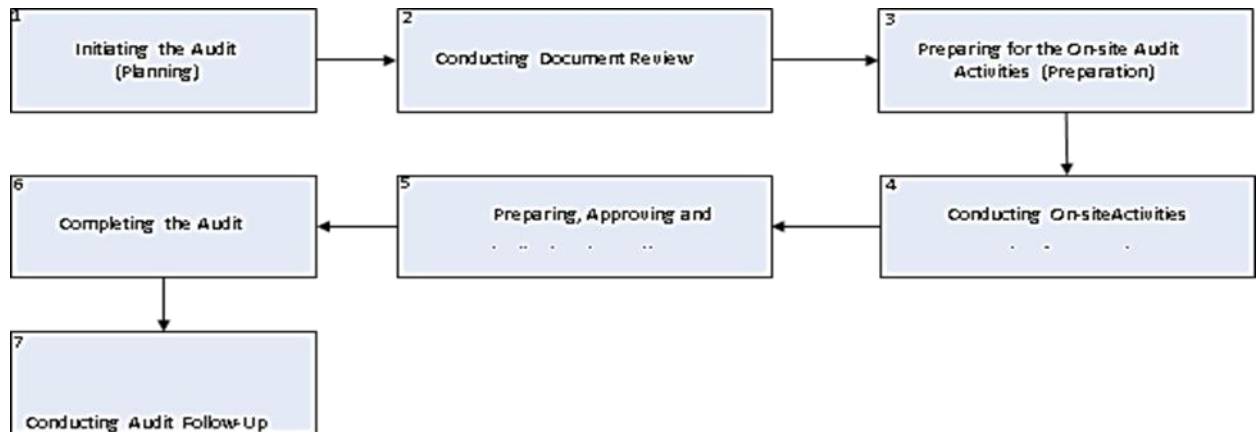 1
Initiating the Audit
(Planning)
2
Conducting Document Review
3
Preparing for the On-site Audit
Activities (Preparation)
4
Conducting On-siteActivities
5
Preparing, Approving and
6
Completing the Audit
7
Conducting Audit Follow-Up